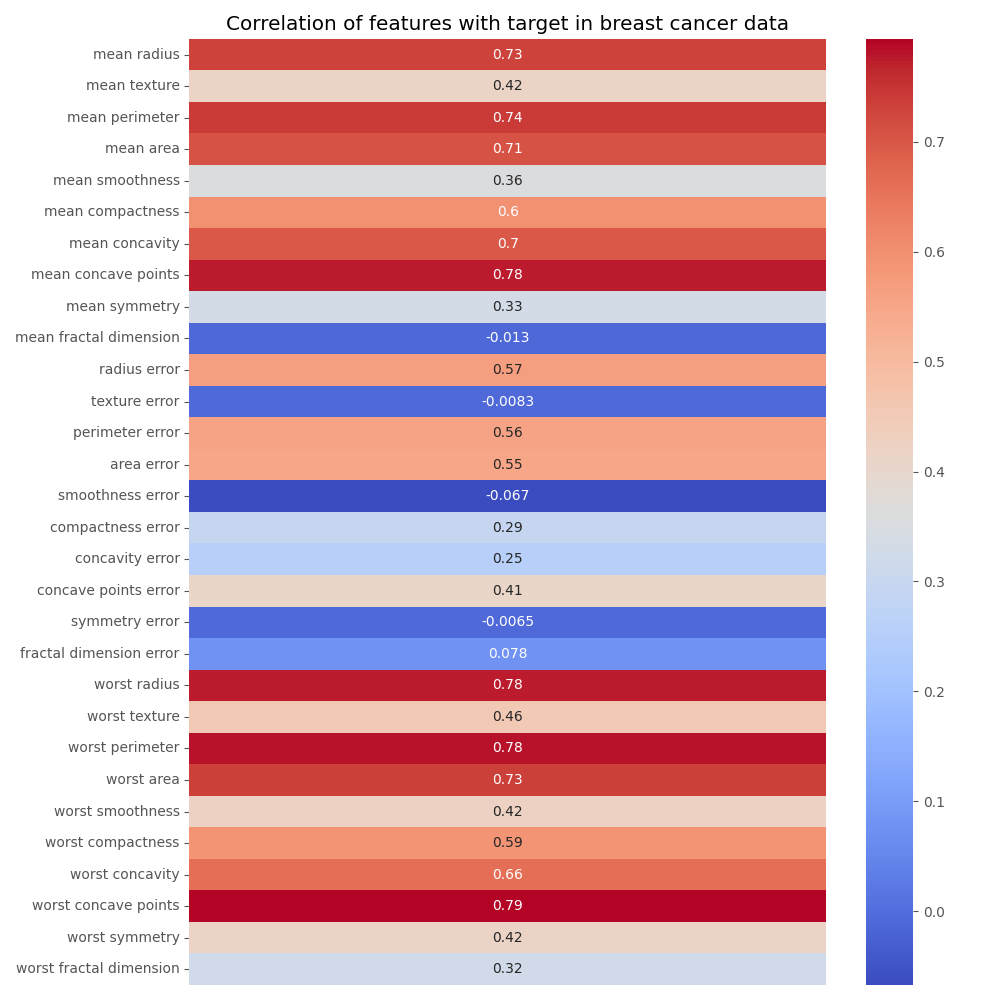 Correlation of features with target in breast cancer data
mean radius 0.73
mean texture 0.42
mean perimeter 0.74
mean area 0.71
mean smoothness 0.36
mean compactness 0.6
mean concavity 0.7
mean concave points 0.78
mean symmetry 0.33
mean fractal dimension -0.013
radius error 0.57
texture error -0.0083
perimeter error 0.56
area error 0.55
smoothness error -0.067
compactness error 0.29
concavity error 0.25
concave points error 0.41
symmetry error -0.0065
fractal dimension error 0.078
worst radius 0.78
worst texture 0.46
worst perimeter 0.78
worst area 0.73
worst smoothness 0.42
worst compactness 0.59
worst concavity 0.66
worst concave points 0.79
worst symmetry 0.42
worst fractal dimension 0.32
0.7
0.6
0.5
0.4
0.3
0.2
0.1
0.0